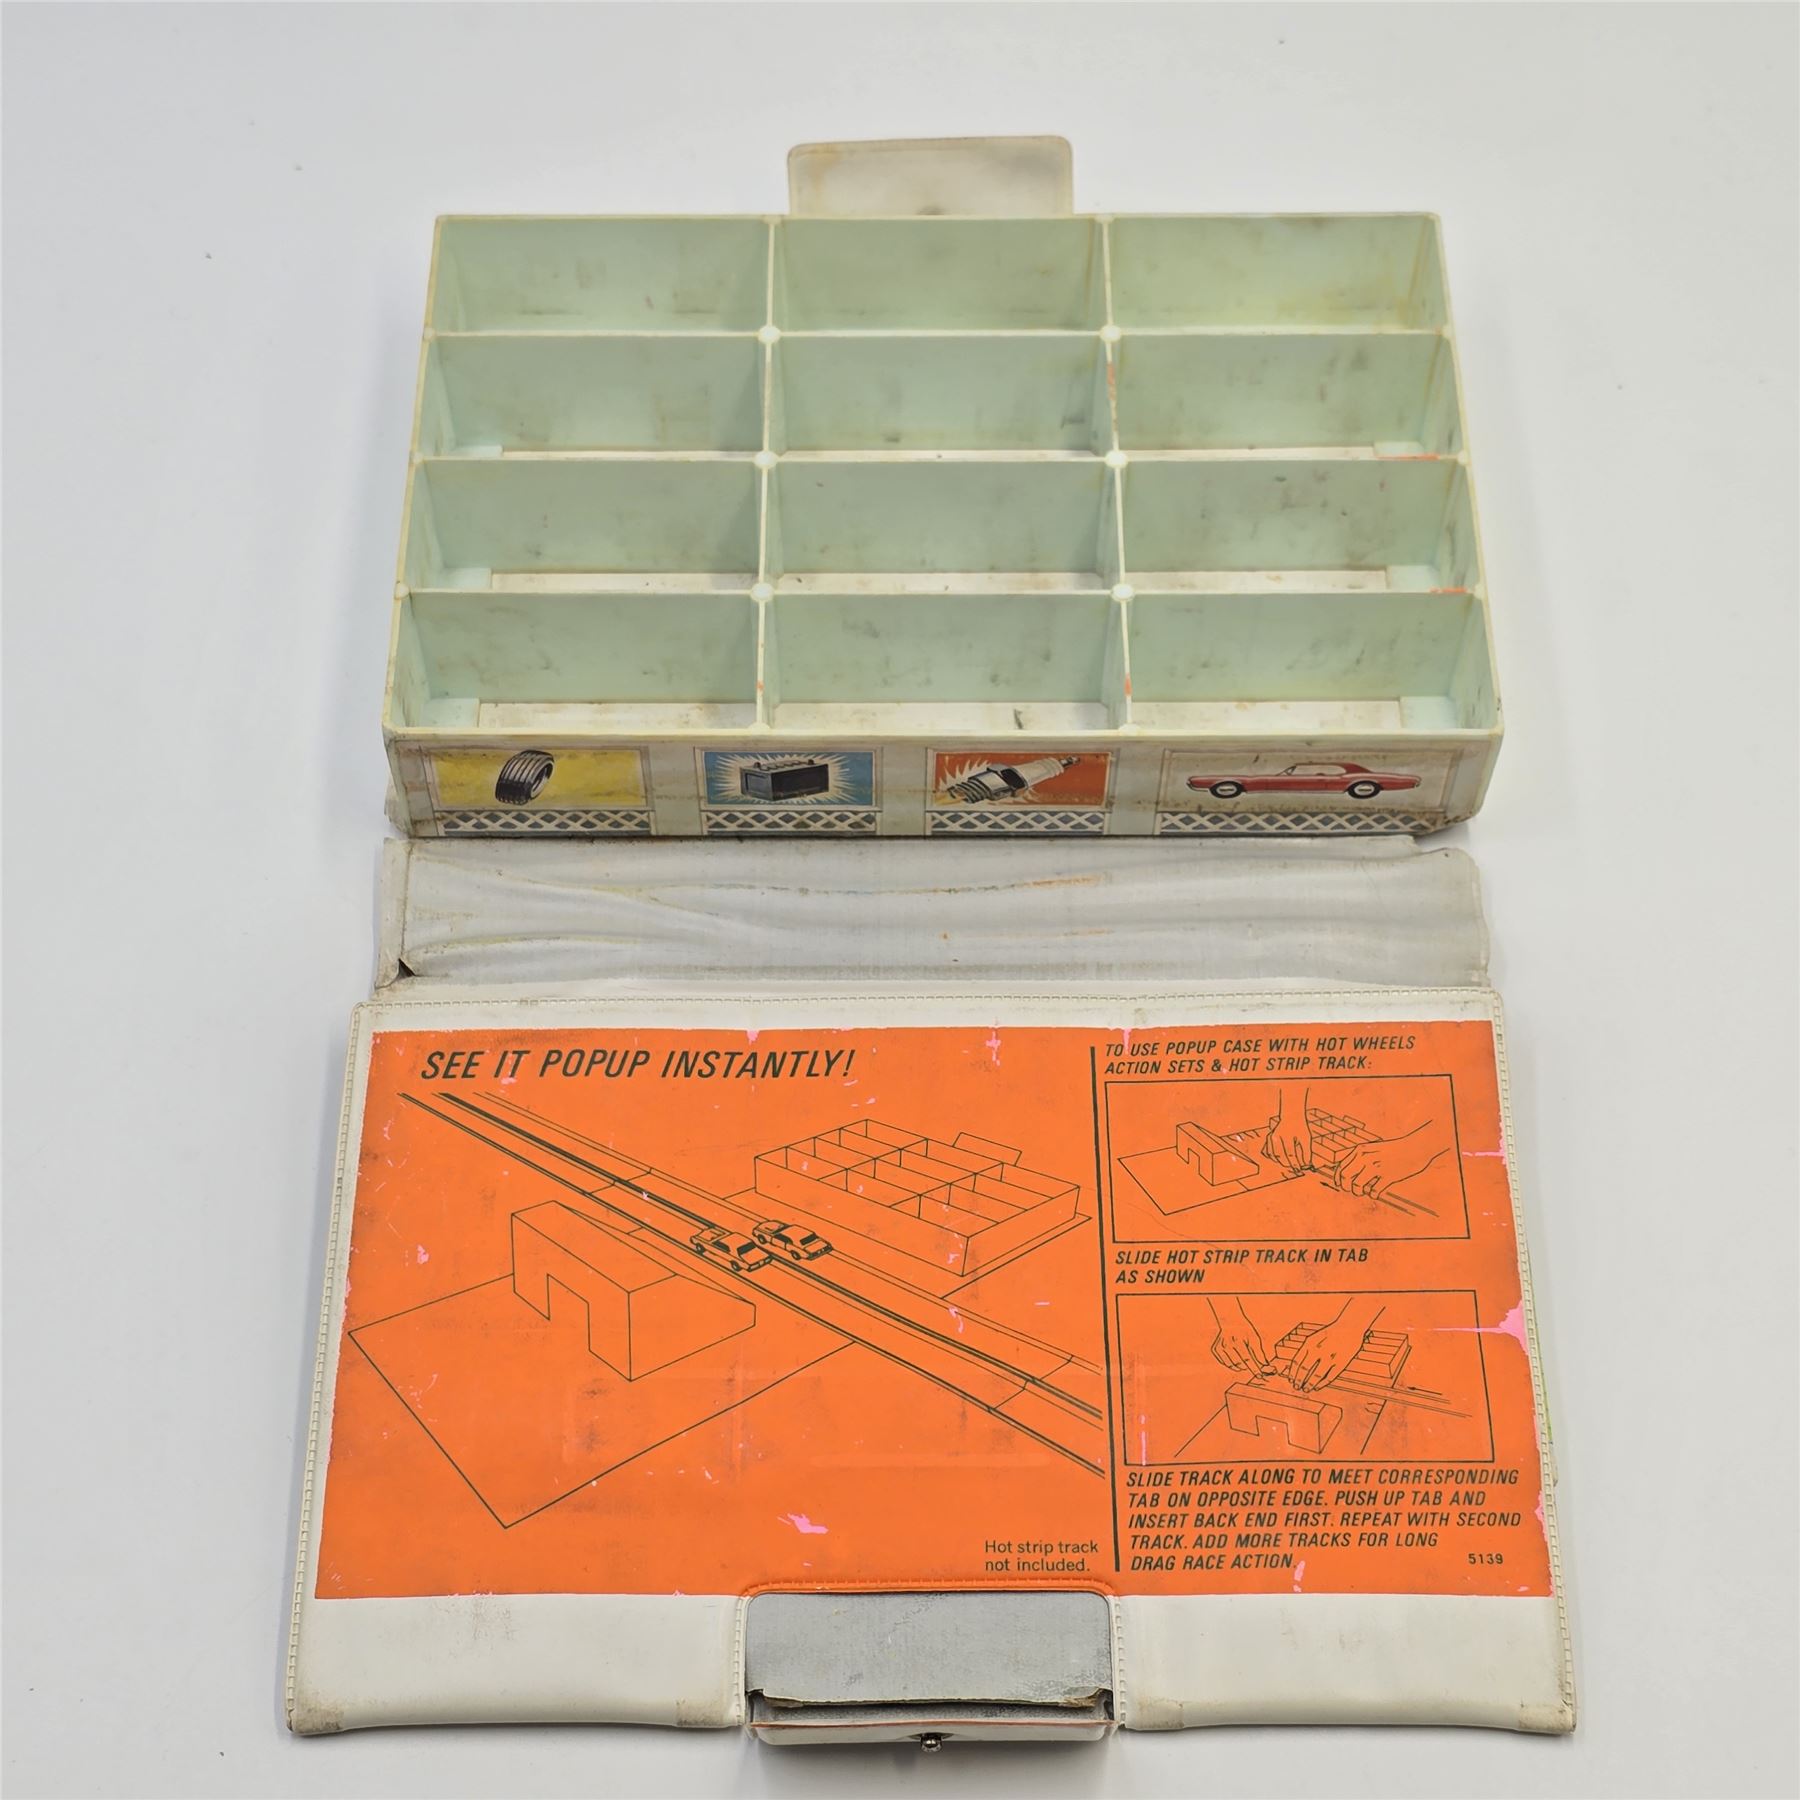 SEE IT POPUP INSTANTLY!
Hot strip track
not included.
TO USE POPUP CASE WITH HOT WHEELS
ACTION SETS & HOT STRIP TRACK:
SLIDE HOT STRIP TRACK IN TAB
AS SHOWN
SLIDE TRACK ALONG TO MEET CORRESPONDING
TAB ON OPPOSITE EDGE. PUSH UP TAB AND
INSERT BACK END FIRST. REPEAT WITH SECOND
TRACK. ADD MORE TRACKS FOR LONG
DRAG RACE ACTION.
5139